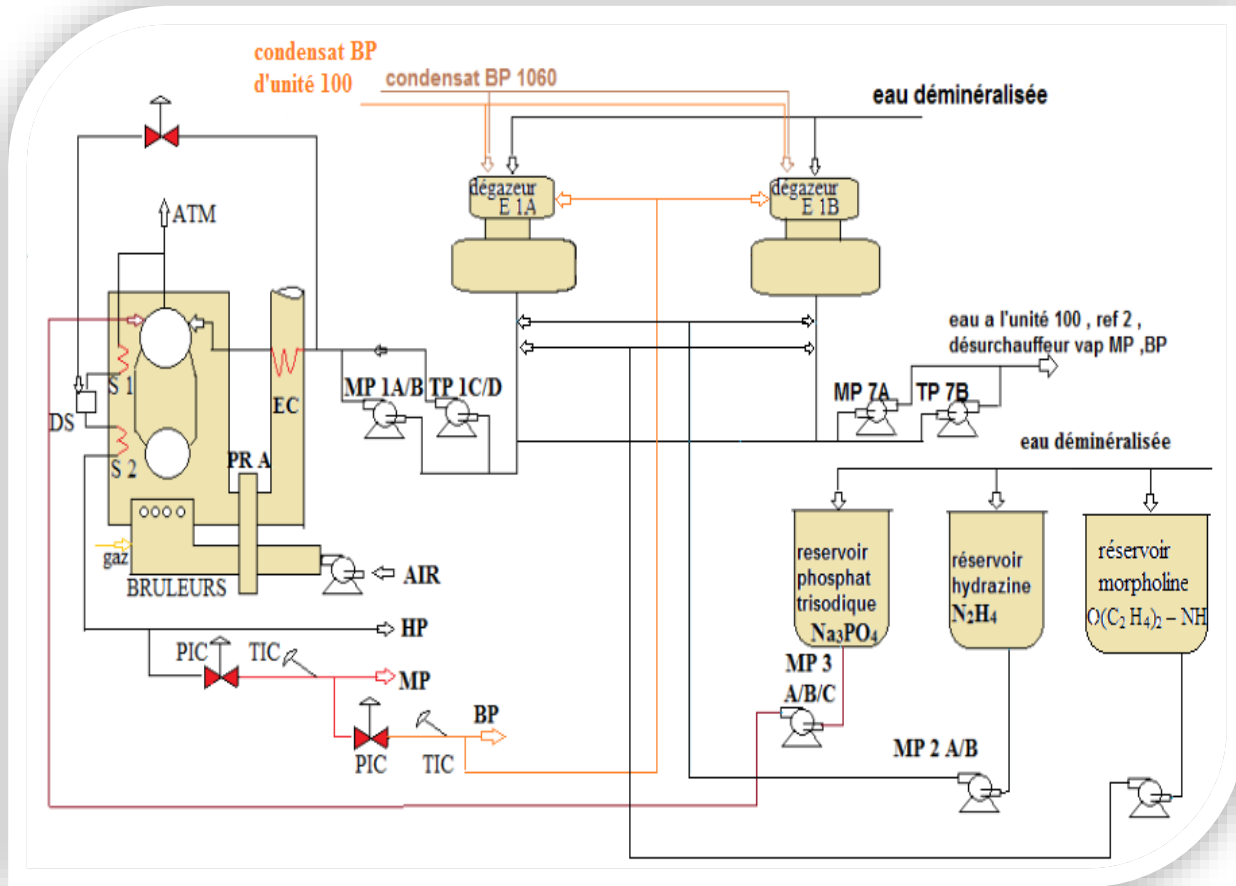 condensat BP
d'unité 100
condensat BP 1060
eau déminéralisée
dégazeur
E 1A
dégazeur
E 1B
ATM
S 1
DS
S 2
EC
MP 1A/B
TP 1C/D
MP 7A
TP 7B
eau a l'unité 100 , ref 2 ,
désurchauffeur vap MP ,BP
PR A
gaz
BRULEURS
AIR
HP
PIC
TIC
MP
BP
PIC
TIC
eau déminéralisée
reservoir
phosphat
trisodique
Na₃PO₄
réservoir
hydrazine
N₂H₄
réservoir
morpholine
O(C₂ H₄)₂ – NH
MP 3
A/B/C
MP 2 A/B